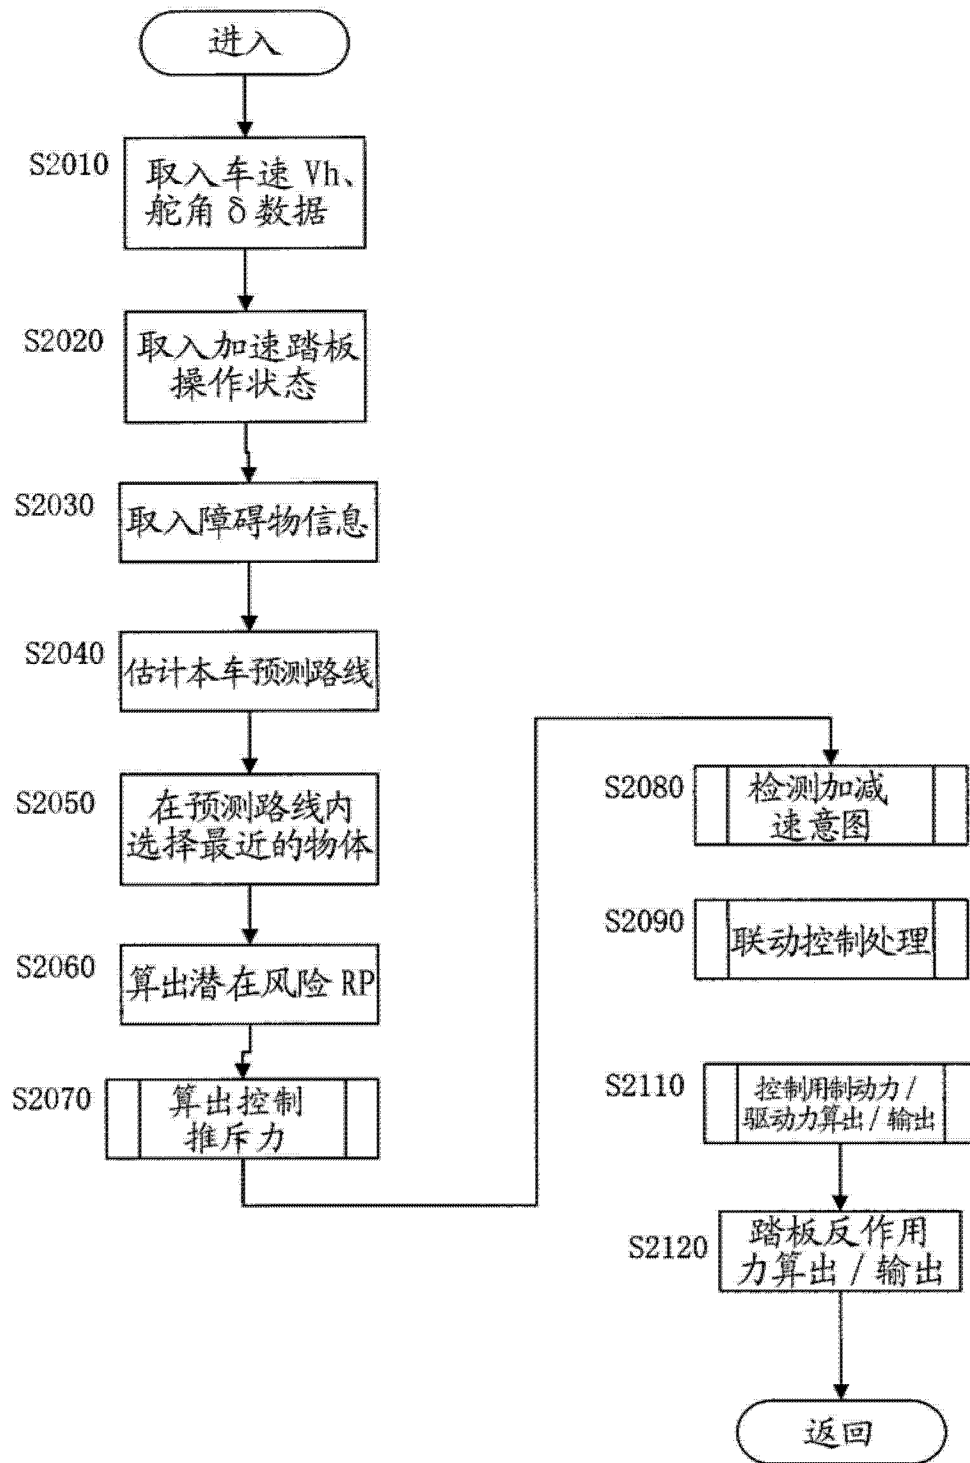 进入
S2010
取入车速 Vh、
舵角 δ 数据
S2020
取入加速踏板
操作状态
S2030
取入障碍物信息
S2040
估计本车预测路线
S2050
在预测路线内
选择最近的物体
S2060
算出潜在风险 RP
S2070
算出控制
推斥力
S2080
检测加减
速意图
S2090
联动控制处理
S2110
控制用制动力 /
驱动力算出 / 输出
S2120
踏板反作用
力算出 / 输出
返回